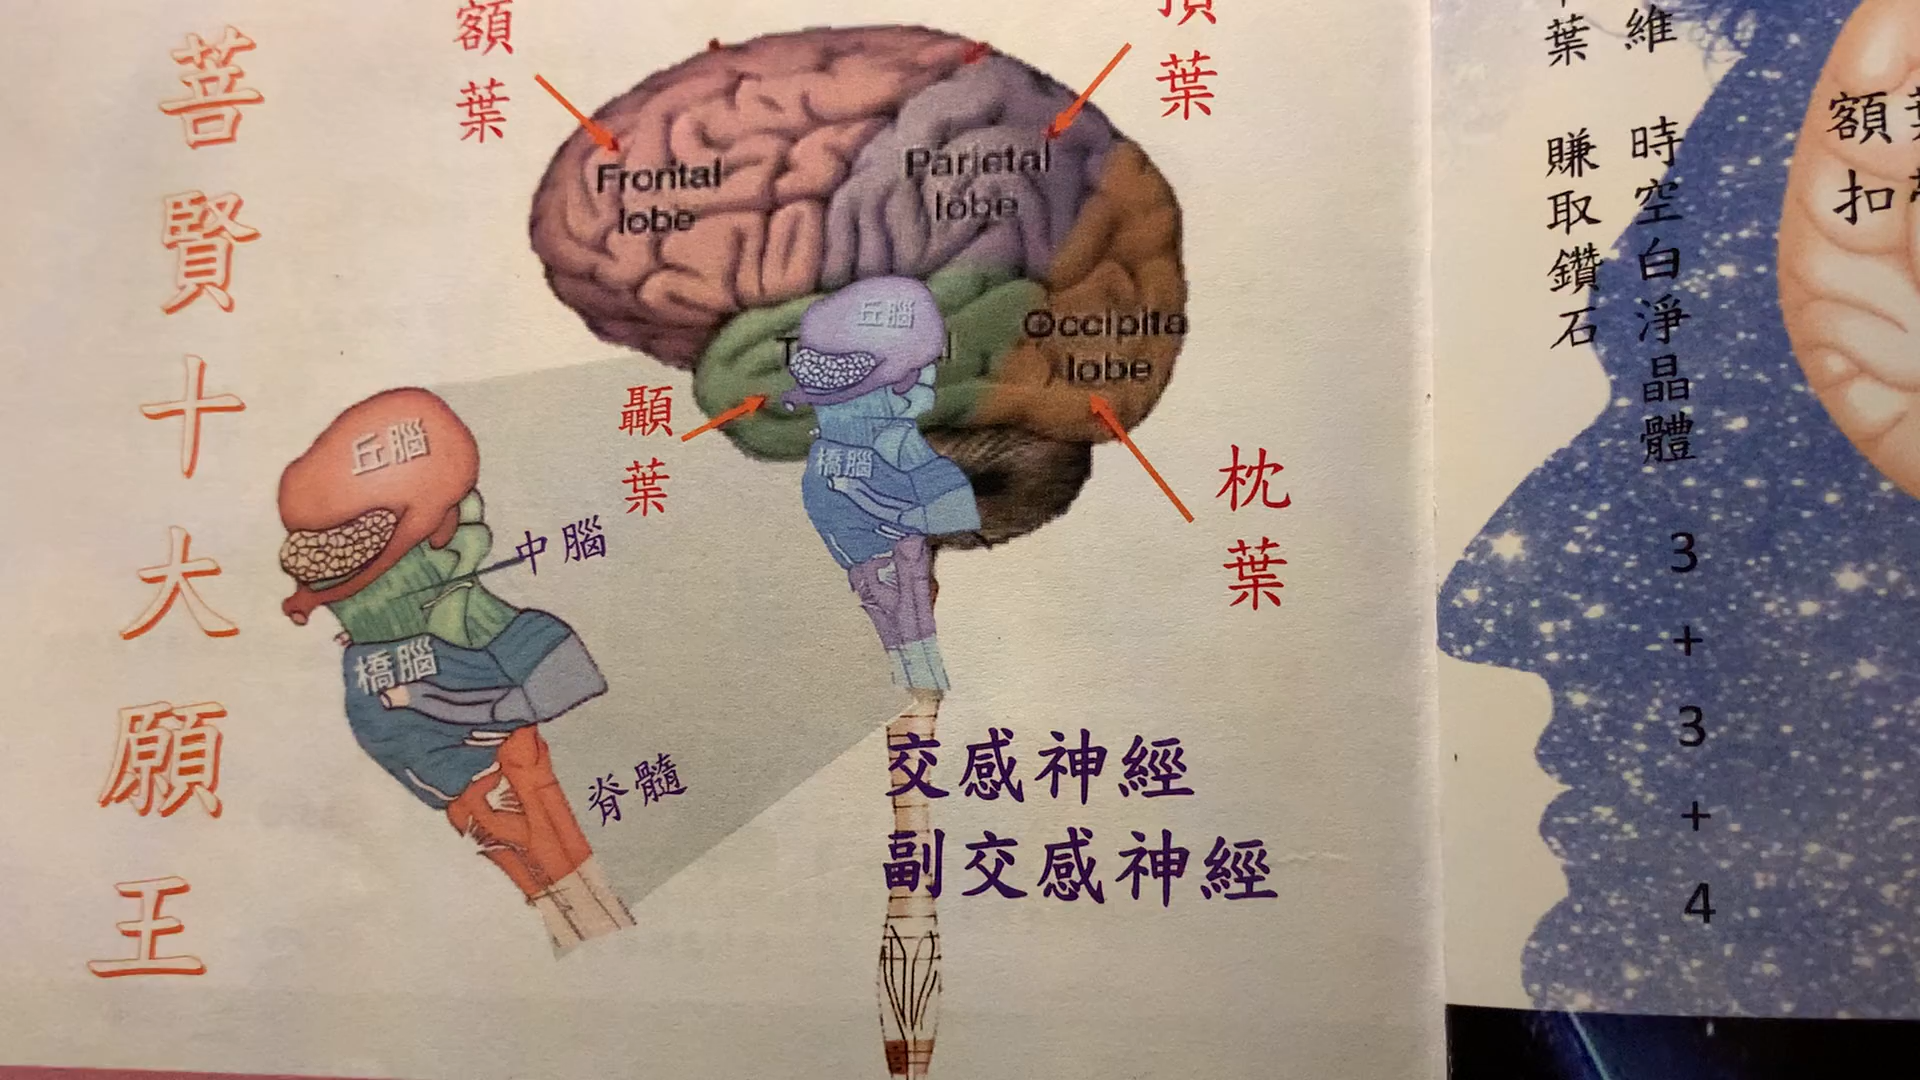 菩賢十大願王
額葉
頂葉
Frontal
lobe
Parietal
lobe
Occipita
lobe
丘腦
橋腦
顳葉
枕葉
丘腦
中腦
橋腦
脊髓
交感神經
副交感神經
維 時空白淨晶體 3+3+4
葉 賺取鑽石
額
扣